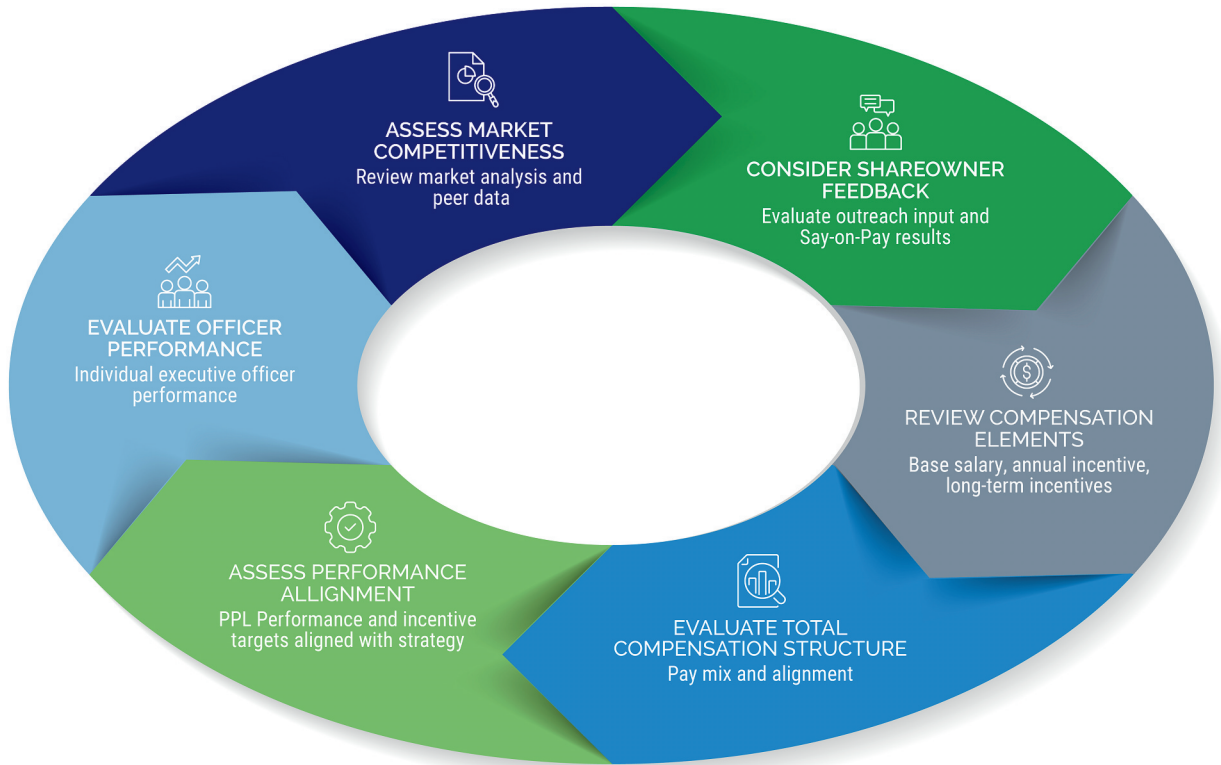 ASSESS MARKET
COMPETITIVENESS
Review market analysis and
peer data
CONSIDER SHAREOWNER
FEEDBACK
Evaluate outreach input and
Say-on-Pay results
REVIEW COMPENSATION
ELEMENTS
Base salary, annual incentive,
long-term incentives
EVALUATE TOTAL
COMPENSATION STRUCTURE
Pay mix and alignment
ASSESS PERFORMANCE
ALLIGNMENT
PPL Performance and incentive
targets aligned with strategy
EVALUATE OFFICER
PERFORMANCE
Individual executive officer
performance